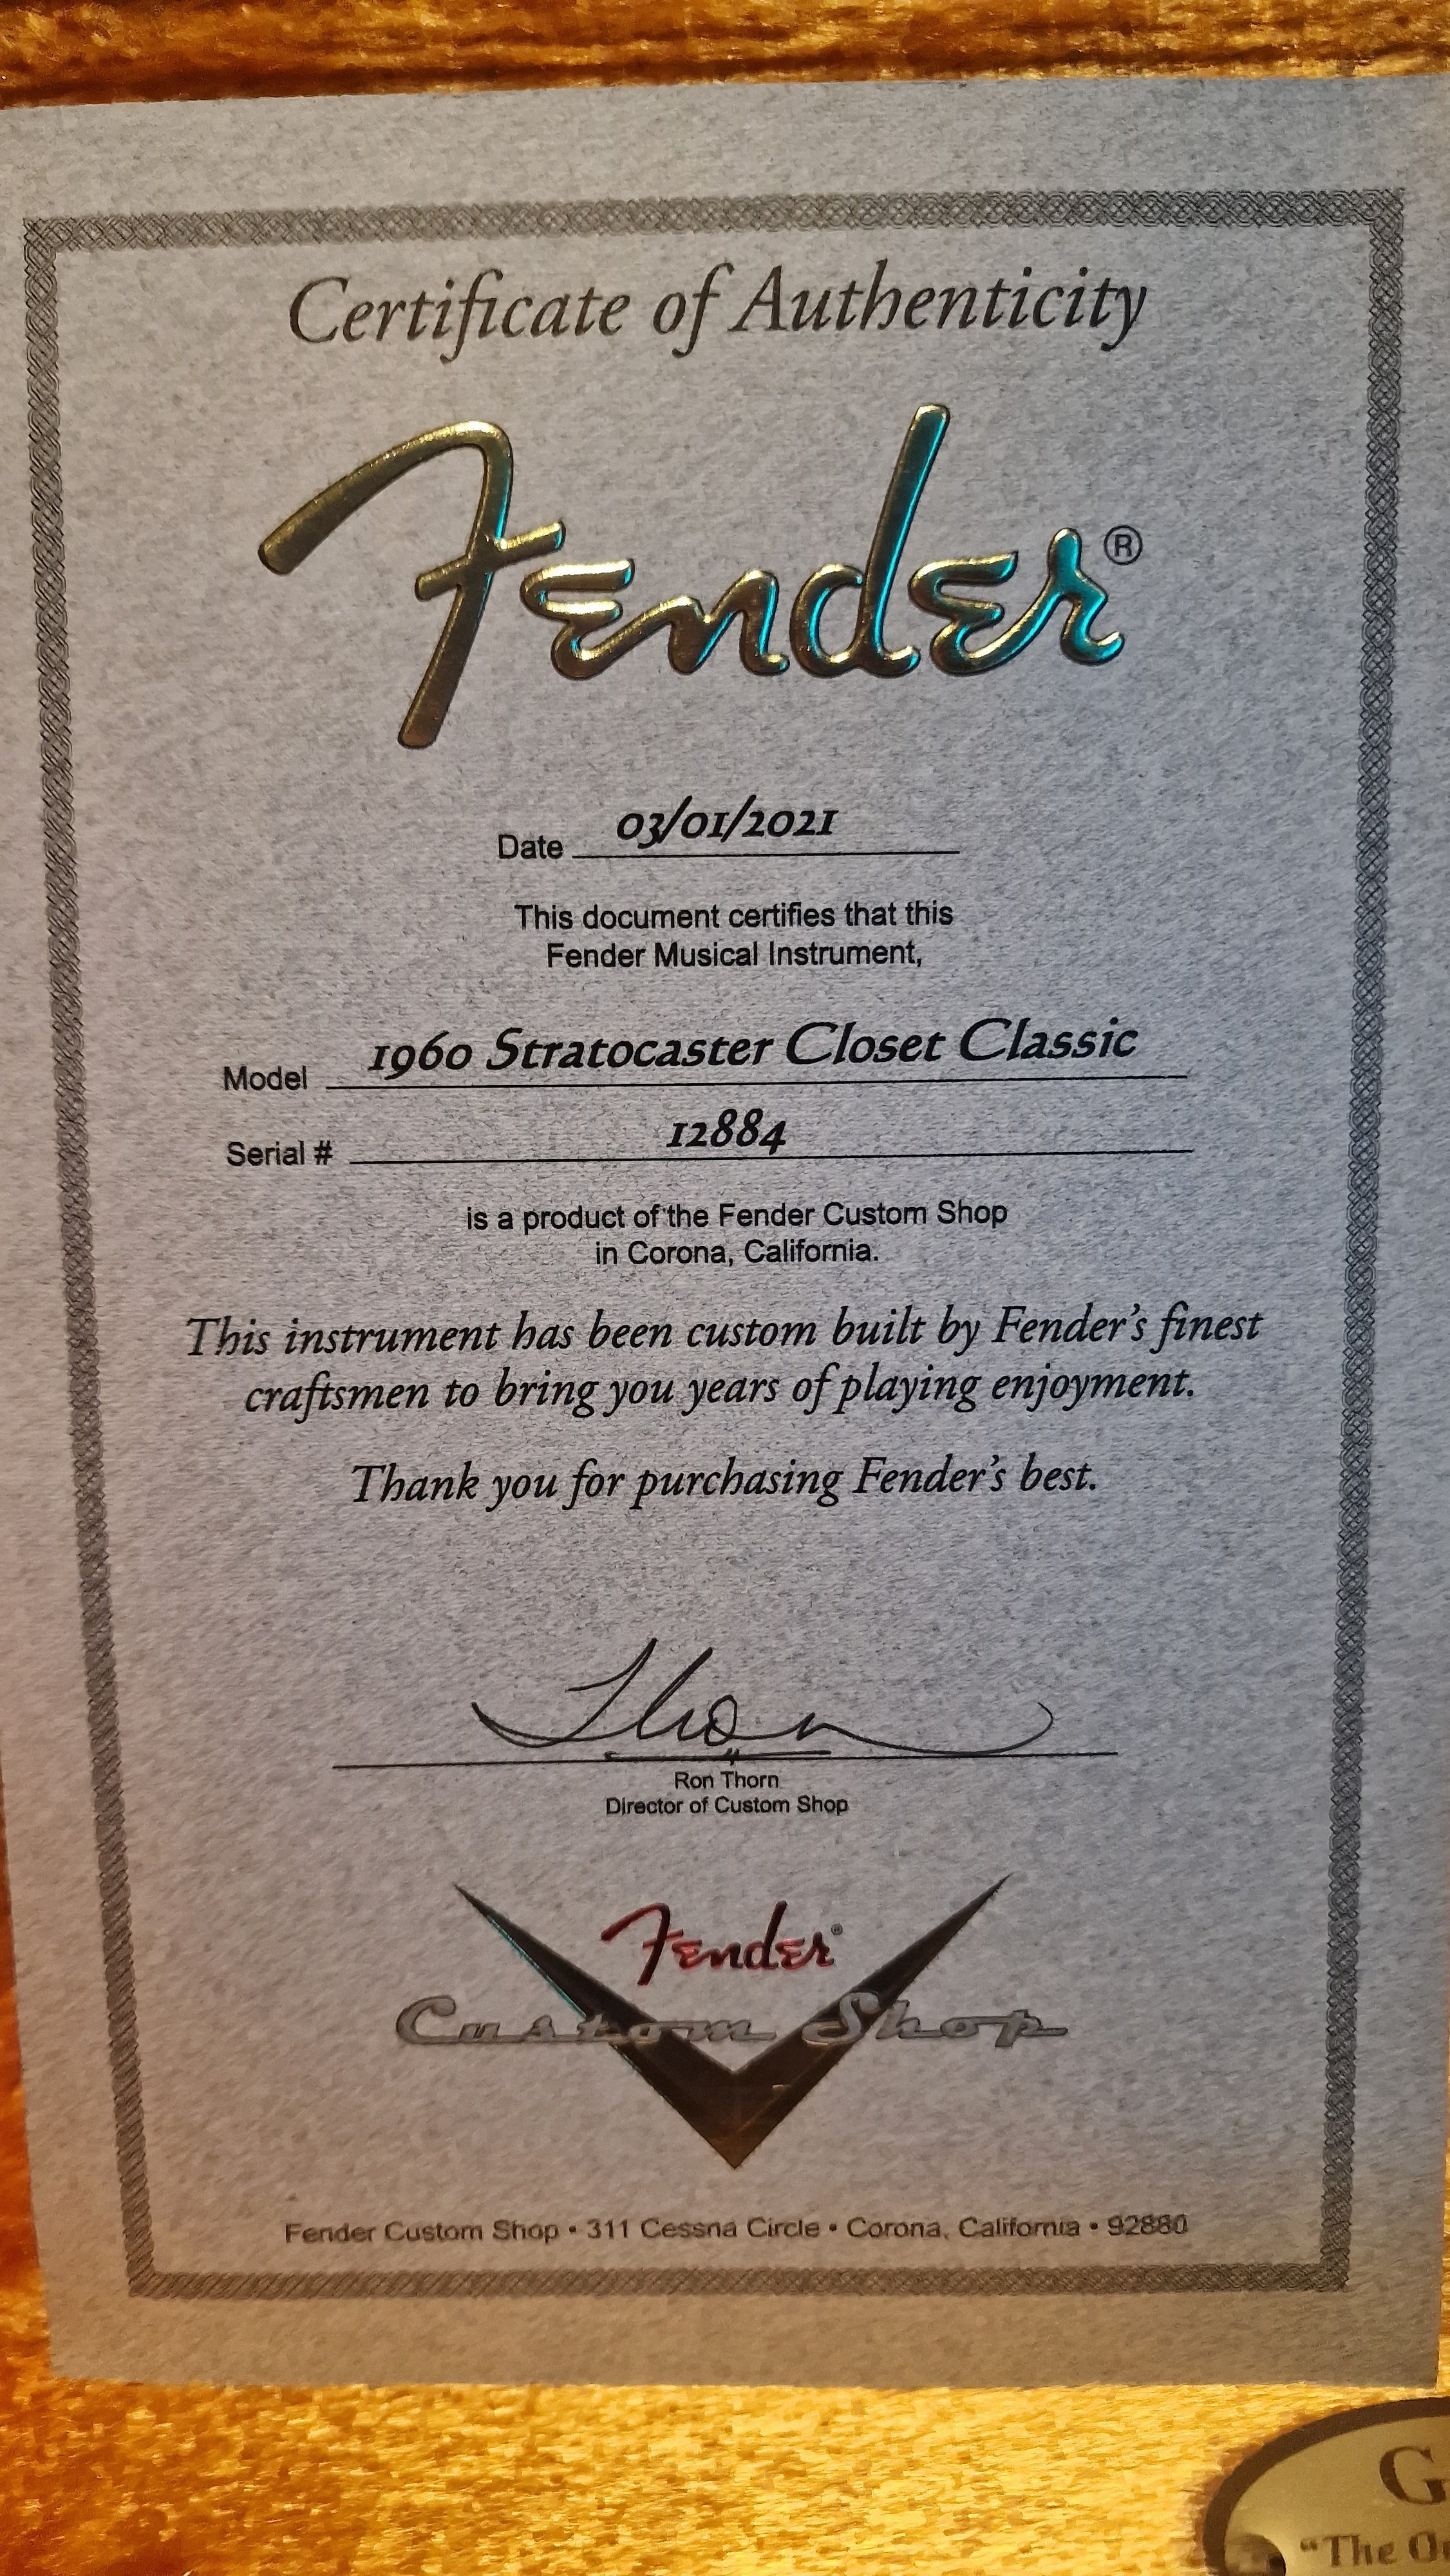 Certificate of Authenticity
Fender®
Date 03/01/2021
This document certifies that this
Fender Musical Instrument,
Model 1960 Stratocaster Closet Classic
Serial # 12884
is a product of the Fender Custom Shop
in Corona, California.
This instrument has been custom built by Fender's finest
craftsmen to bring you years of playing enjoyment.
Thank you for purchasing Fender's best.
Thorn
Ron Thorn
Director of Custom Shop
Fender®
Custom Shop
Fender Custom Shop • 311 Cessna Circle • Corona, California • 92880
G
"The O